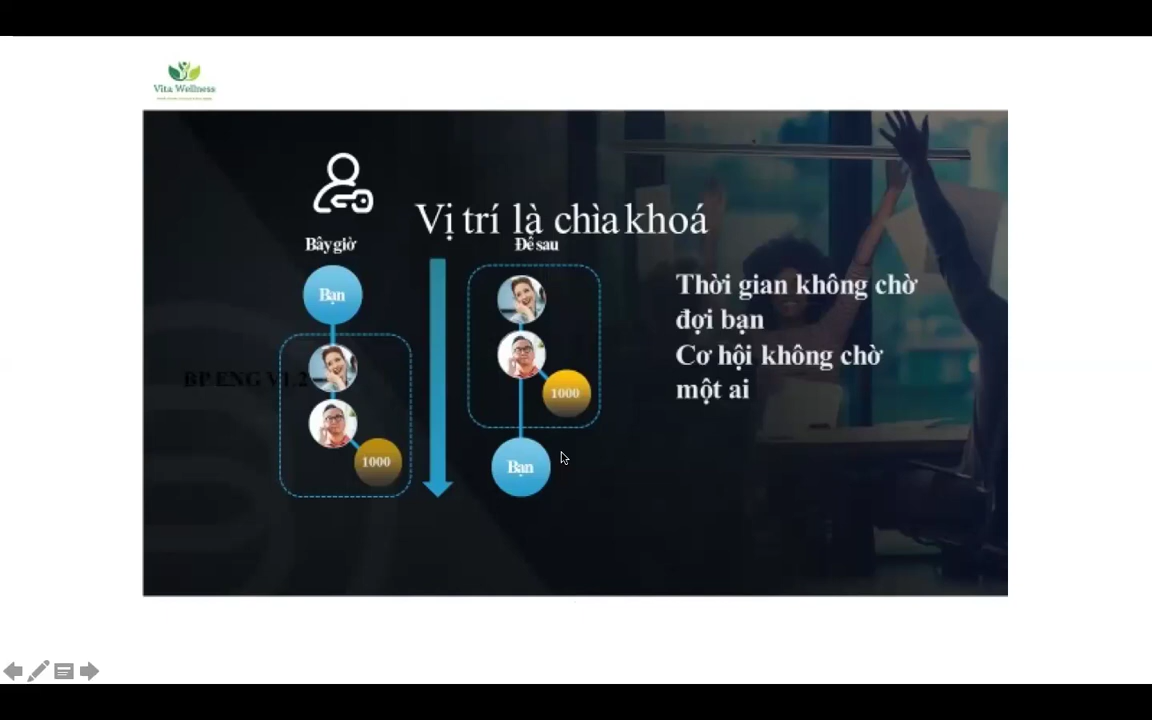 Vita Wellness
Vị trí là chìa khoá
Bây giờ
Để sau
Bạn
1000
1000
Bạn
Thời gian không chờ
đợi bạn
Cơ hội không chờ
một ai
BP ENG V1.2